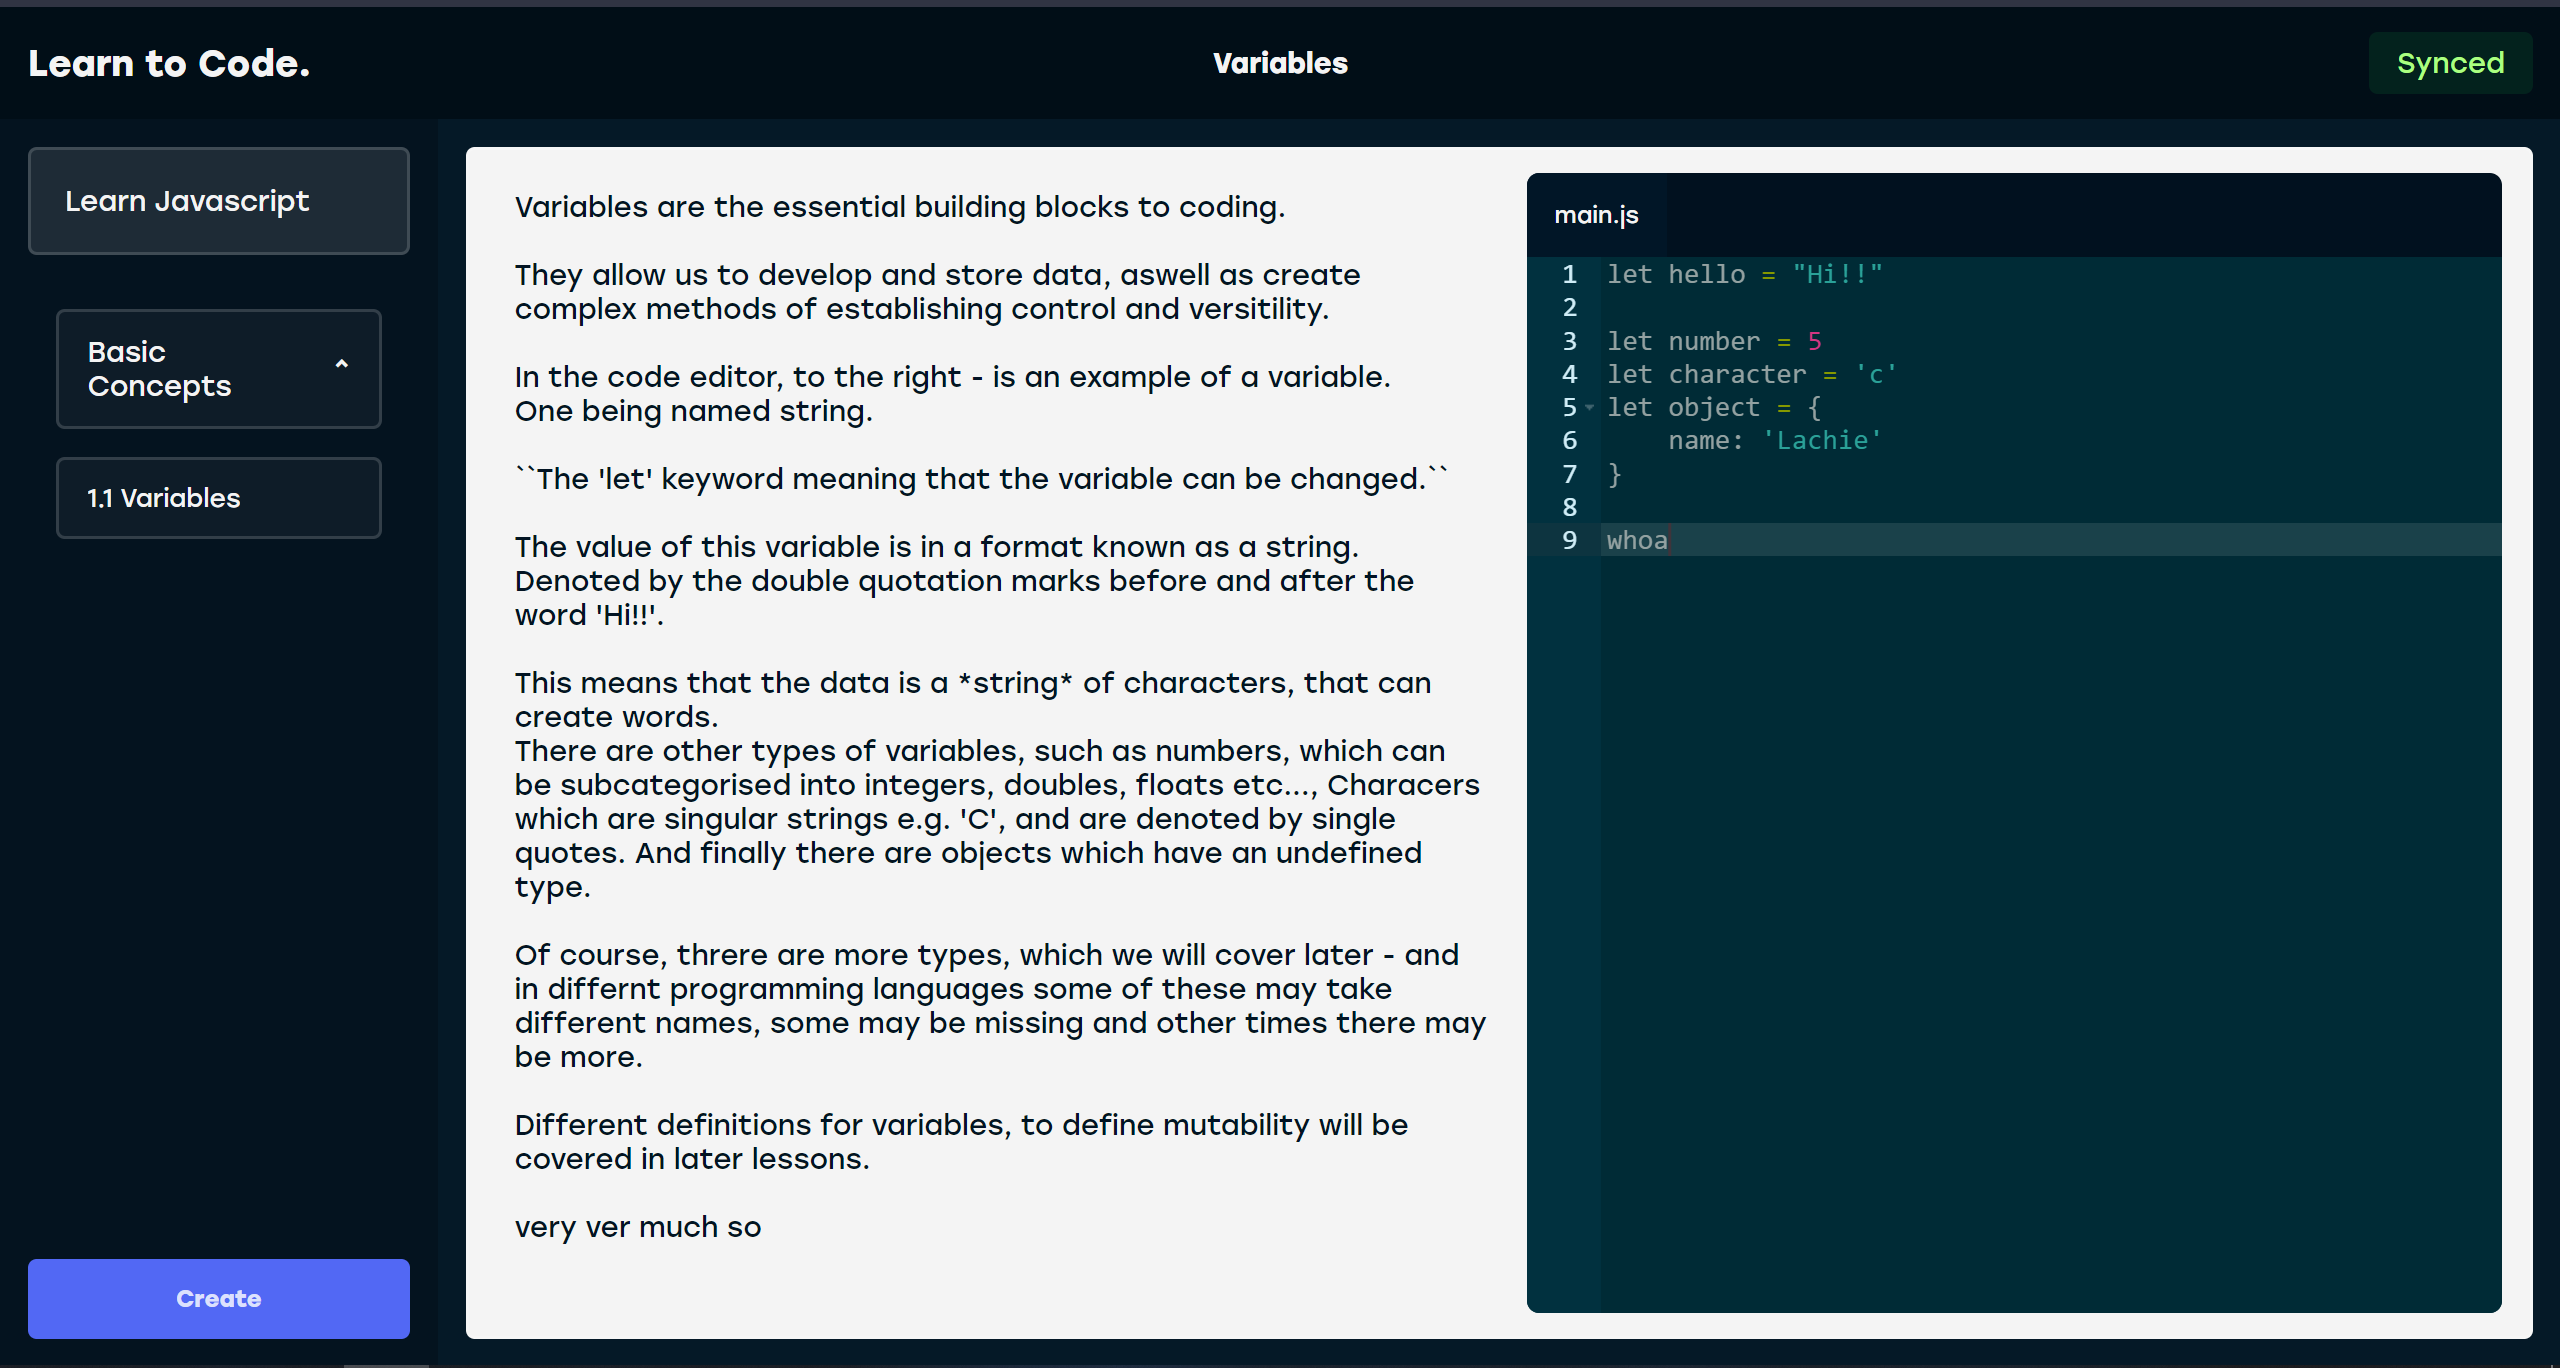 Learn to Code.
Variables
Synced
Learn Javascript
Basic
Concepts
1.1 Variables
Create
Variables are the essential building blocks to coding.
They allow us to develop and store data, aswell as create
complex methods of establishing control and versitility.
In the code editor, to the right - is an example of a variable.
One being named string.
``The 'let' keyword meaning that the variable can be changed.``
The value of this variable is in a format known as a string.
Denoted by the double quotation marks before and after the
word 'Hi!!'.
This means that the data is a *string* of characters, that can
create words.
There are other types of variables, such as numbers, which can
be subcategorised into integers, doubles, floats etc..., Characers
which are singular strings e.g. 'C', and are denoted by single
quotes. And finally there are objects which have an undefined
type.
Of course, threre are more types, which we will cover later - and
in differnt programming languages some of these may take
different names, some may be missing and other times there may
be more.
Different definitions for variables, to define mutability will be
covered in later lessons.
very ver much so
main.js
1 let hello = "Hi!!"
2
3 let number = 5
4 let character = 'c'
5 let object = {
6     name: 'Lachie'
7 }
8
9 whoa